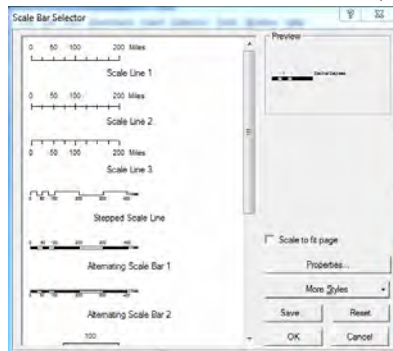 Scale Bar Selector
Preview
0 50 100 200 Miles
Scale Line 1
0 50 100 200 Miles
Scale Line 2
0 50 100 200 Miles
Scale Line 3
Stepped Scale Line
Alternating Scale Bar 1
Alternating Scale Bar 2
100
Scale to fit page
Properties...
More Styles
Save Reset
OK Cancel